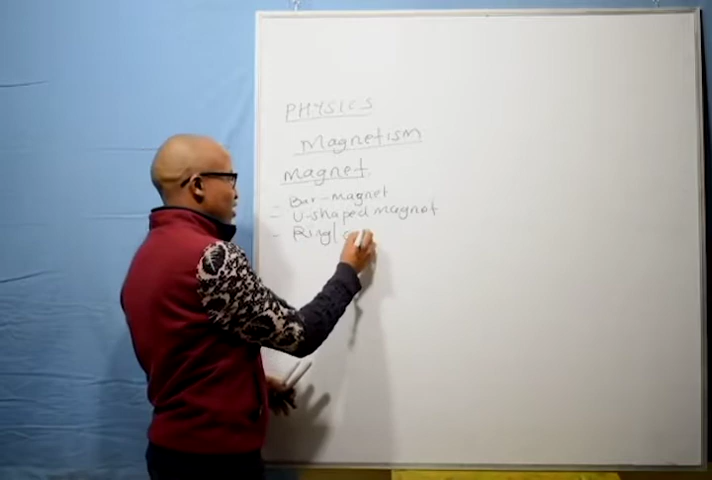 PHYSICS
Magnetism
Magnet
- Bar-magnet
- U-shaped magnet
- Ring/